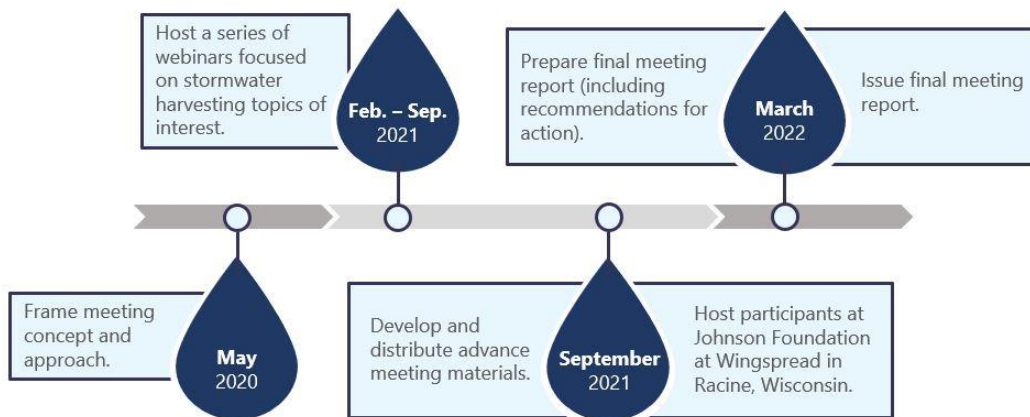 Host a series of
webinars focused
on stormwater
harvesting topics of
interest.
Feb. – Sep.
2021
Prepare final meeting
report (including
recommendations for
action).
March
2022
Issue final meeting
report.
Frame meeting
concept and
approach.
May
2020
Develop and
distribute advance
meeting materials.
September
2021
Host participants at
Johnson Foundation
at Wingspread in
Racine, Wisconsin.